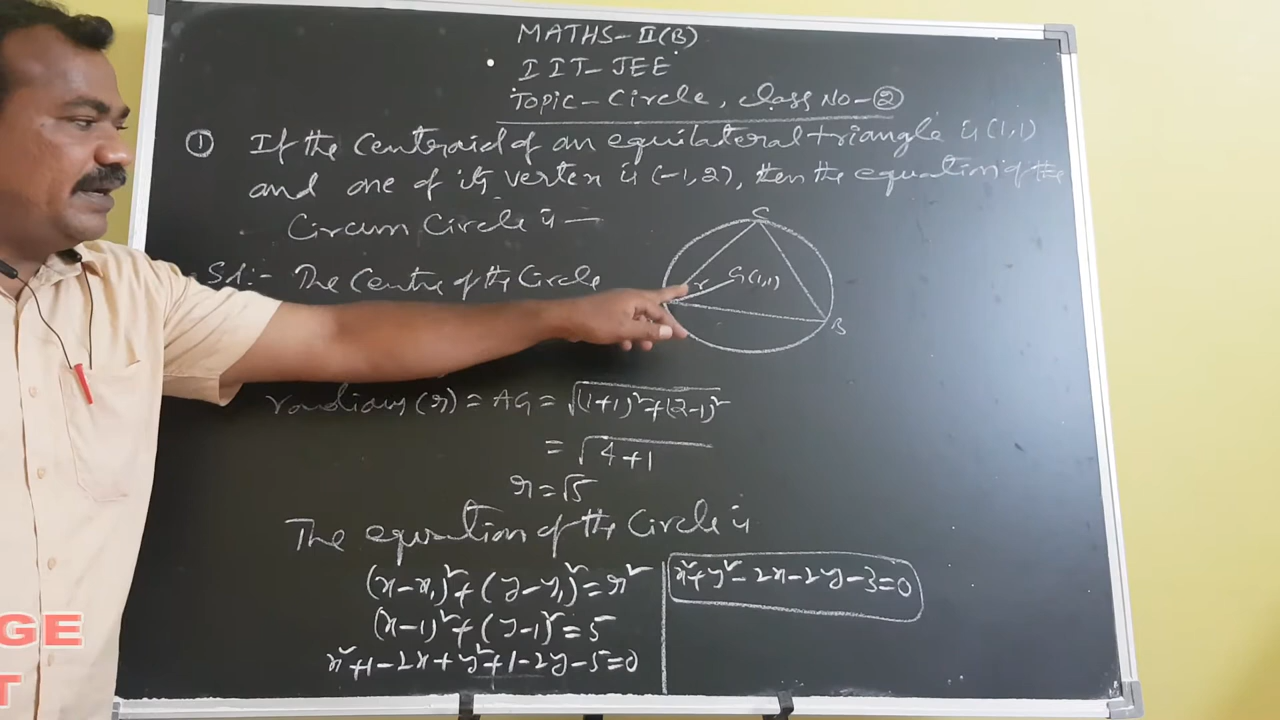 MATHS-II(B)
IIT-JEE
Topic - Circle, Class No-②
① If the Centroid of an equilateral triangle is (1,1)
and one of its vertex is (-1,2), then the equation of the
Circum Circle is —
C
Sol:- The Centre of the Circle
r G(1,1)
B
radious (r) = AG = √(1+1)²+(2-1)²
= √4+1
r=√5
The equation of the Circle is
(x-x₁)²+(y-y₁)²=r²
x²+y²-2x-2y-3=0
(x-1)²+(y-1)²=5
x²+1-2x+y²+1-2y-5=0
GE
T